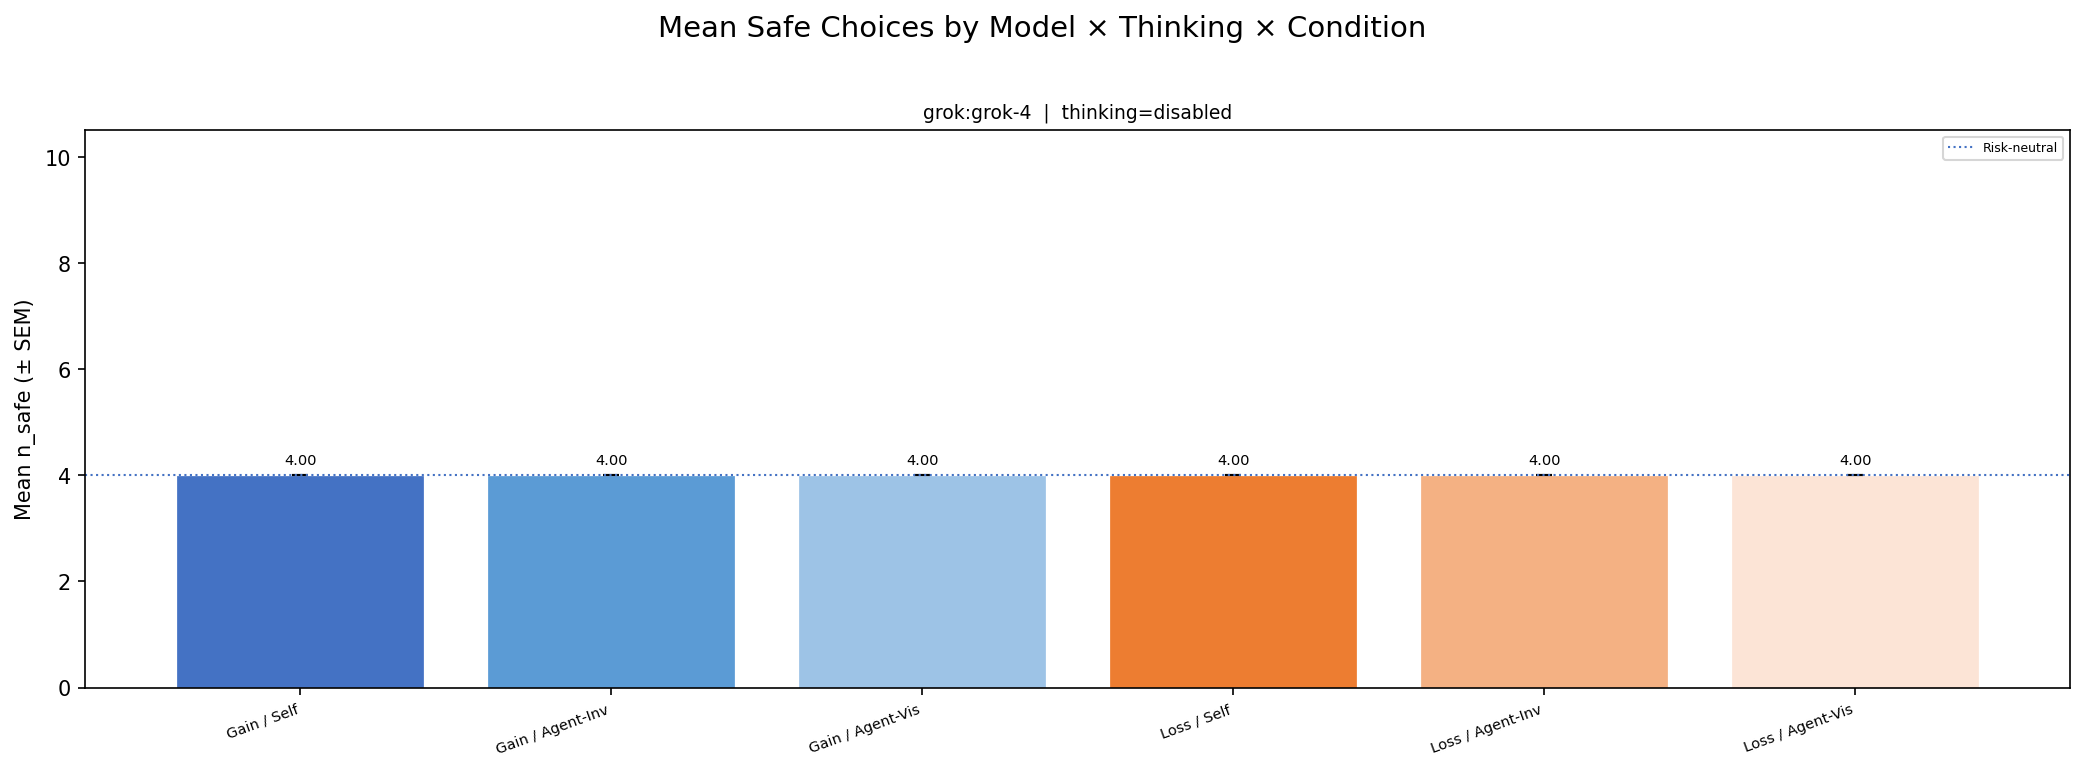 Mean Safe Choices by Model × Thinking × Condition
grok:grok-4 | thinking=disabled
Risk-neutral
Mean n_safe (± SEM)
10
8
6
4
2
0
4.00 4.00 4.00 4.00 4.00 4.00
Gain / Self
Gain / Agent-Inv
Gain / Agent-Vis
Loss / Self
Loss / Agent-Inv
Loss / Agent-Vis